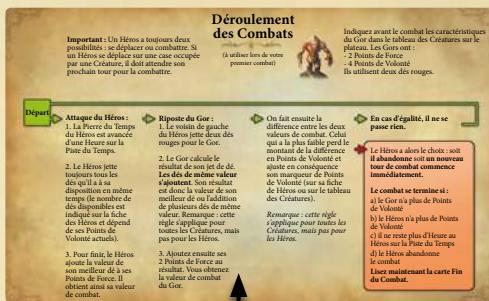 Déroulement
des Combats
(à utiliser lors de votre
premier combat)
Important : Un Héros a toujours deux
possibilités : se déplacer ou combattre. Si
un Héros se déplace sur une case occupée
par une Créature, il doit attendre son
prochain tour pour la combattre.
Indiquez avant le combat les caractéristiques
du Gor dans le tableau des Créatures sur le
plateau. Les Gors ont :
- 2 Points de Force
- 4 Points de Volonté
Ils utilisent deux dés rouges.
Départ
Attaque du Héros :
1. La Pierre du Temps
du Héros est avancée
d'une Heure sur la
Piste du Temps.
2. Le Héros jette
toujours tous les
dés qu'il a à sa
disposition en même
temps (le nombre de
dés disponibles est
indiqué sur la fiche
des Héros et dépend
de ses Points de
Volonté actuels).
3. Pour finir, le Héros
ajoute la valeur de
son meilleur dé à ses
Points de Force. Il
obtient ainsi sa valeur
de combat.
Riposte du Gor :
1. Le voisin de gauche
du Héros jette deux dés
rouges pour le Gor.
2. Le Gor calcule le
résultat de son jet de dé.
Les dés de même valeur
s'ajoutent. Son résultat
est donc la valeur de son
meilleur dé ou l'addition
de plusieurs dés de même
valeur. Remarque : cette
règle s'applique pour
toutes les Créatures, mais
pas pour les Héros.
3. Ajoutez ensuite ses
2 Points de Force au
résultat. Vous obtenez
la valeur de combat
du Gor.
On fait ensuite la
différence entre les deux
valeurs de combat. Celui
qui a la plus faible perd le
montant de la différence
en Points de Volonté et
ajuste en conséquence
son marqueur de Points
de Volonté (sur sa fiche
de Héros ou sur le tableau
des Créatures).
Remarque : cette règle
s'applique pour toutes les
Créatures, mais pas pour
les Héros.
En cas d'égalité, il ne se
passe rien.
Le Héros a alors le choix : soit
il abandonne soit un nouveau
tour de combat commence
immédiatement.
Le combat se termine si :
a) le Gor n'a plus de Points
de Volonté
b) le Héros n'a plus de Points
de Volonté
c) il ne reste plus d'Heure au
Héros sur la Piste du Temps
d) le Héros abandonne
le combat
Lisez maintenant la carte Fin
du Combat.